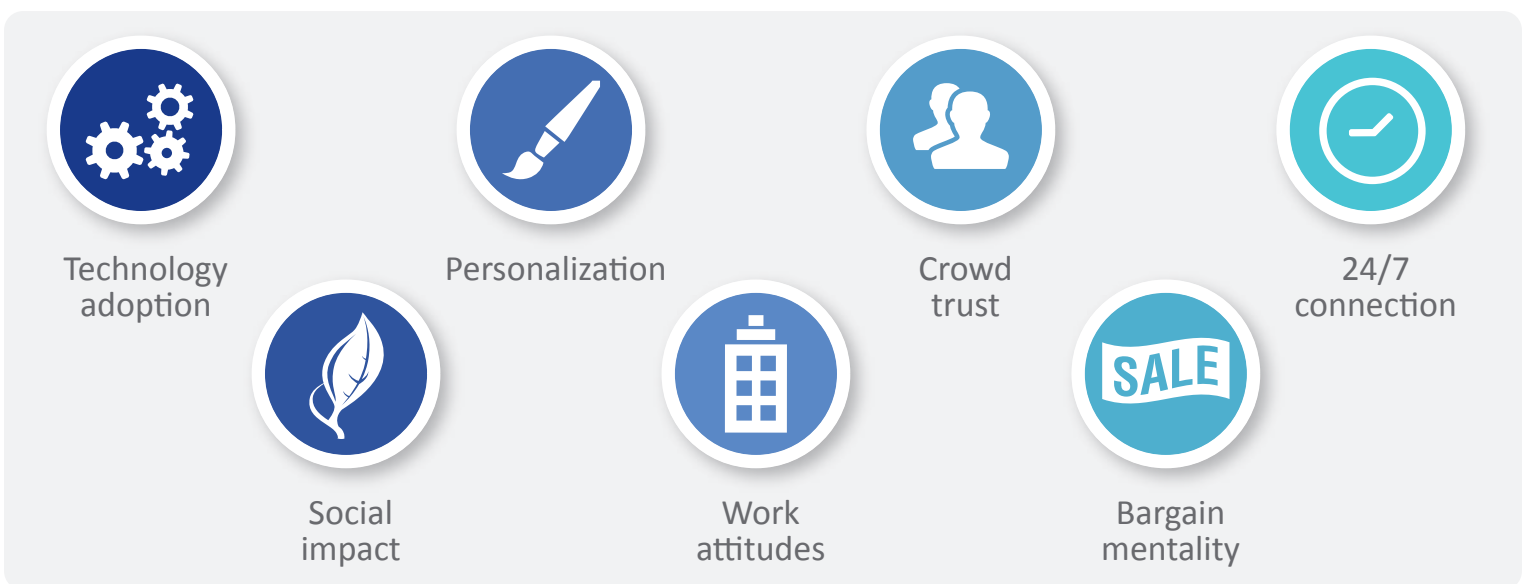 Technology
adoption
Personalization
Crowd
trust
24/7
connection
SALE
Social
impact
Work
attitudes
Bargain
mentality